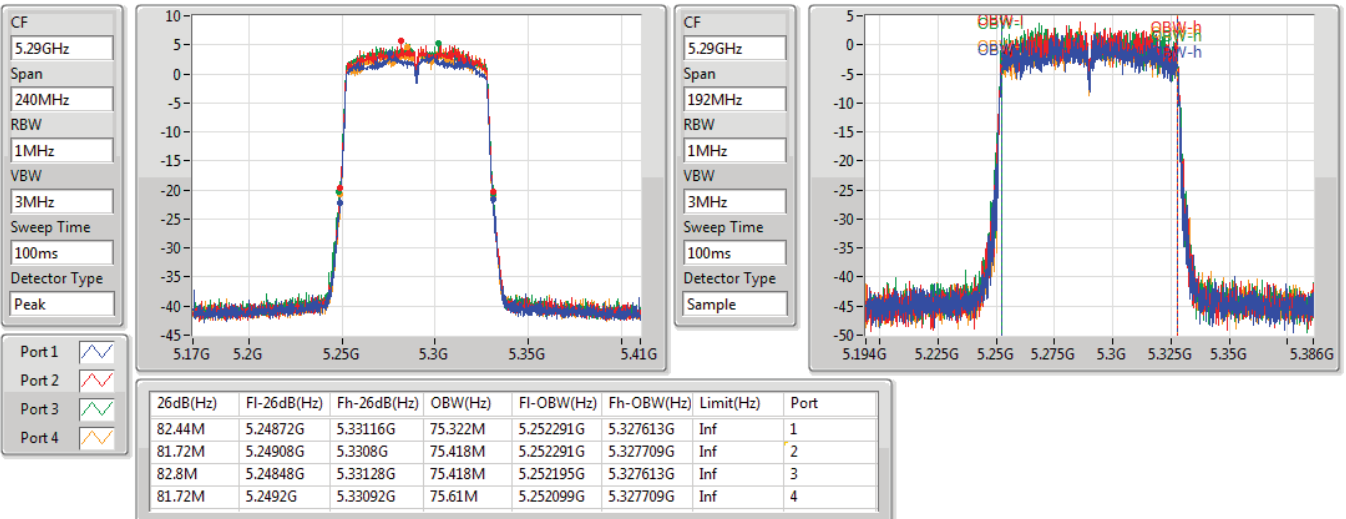 CF
5.29GHz
Span
240MHz
RBW
1MHz
VBW
3MHz
Sweep Time
100ms
Detector Type
Peak
10
5
0
-5
-10
-15
-20
-25
-30
-35
-40
-45
5.17G 5.2G 5.25G 5.3G 5.35G 5.41G
CF
5.29GHz
Span
192MHz
RBW
1MHz
VBW
3MHz
Sweep Time
100ms
Detector Type
Sample
5
0
-5
-10
-15
-20
-25
-30
-35
-40
-45
-50
OBW-l OBW-h
OBW-h
5.194G 5.225G 5.25G 5.275G 5.3G 5.325G 5.35G 5.386G
Port 1
Port 2
Port 3
Port 4
26dB(Hz) Fl-26dB(Hz) Fh-26dB(Hz) OBW(Hz) Fl-OBW(Hz) Fh-OBW(Hz) Limit(Hz) Port
82.44M 5.24872G 5.33116G 75.322M 5.252291G 5.327613G Inf 1
81.72M 5.24908G 5.3308G 75.418M 5.252291G 5.327709G Inf 2
82.8M 5.24848G 5.33128G 75.418M 5.252195G 5.327613G Inf 3
81.72M 5.2492G 5.33092G 75.61M 5.252099G 5.327709G Inf 4